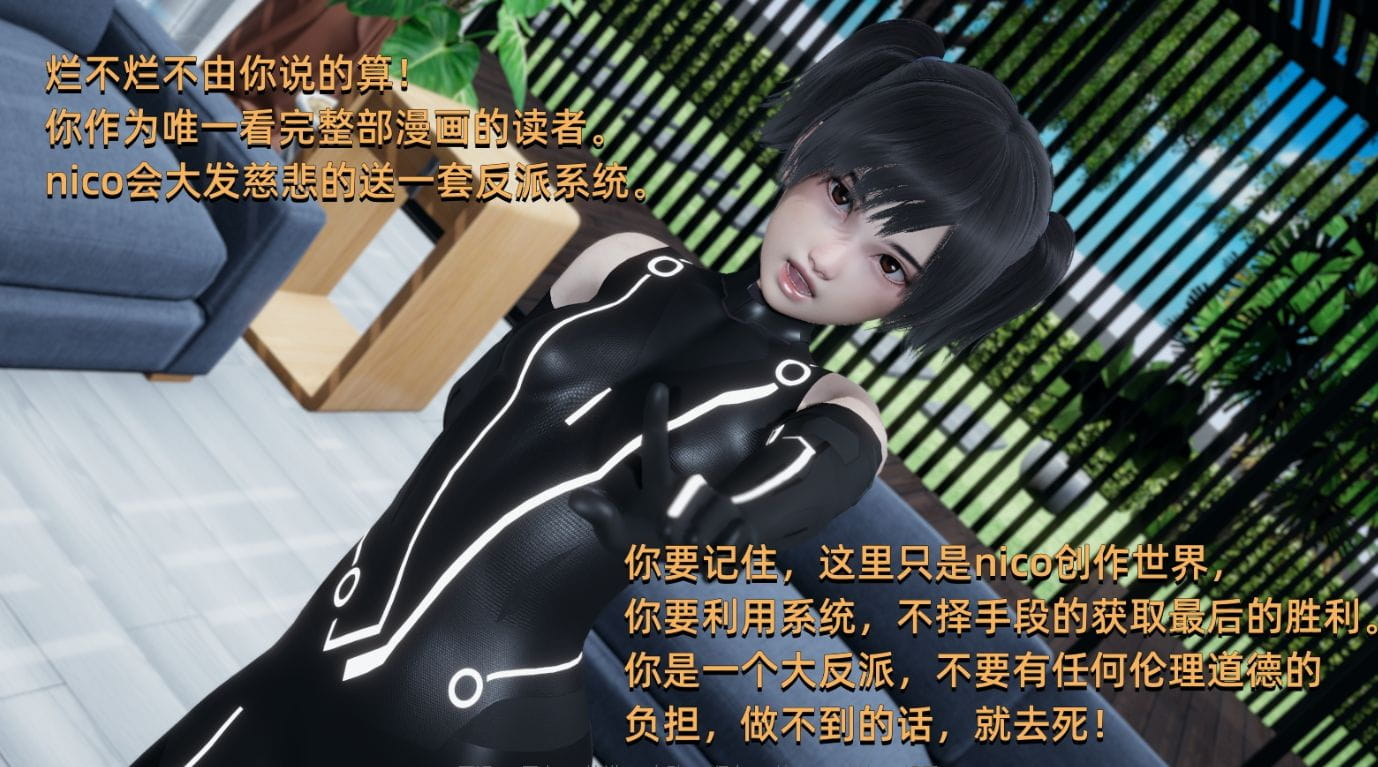 烂不烂不由你说的算！
你作为唯一看完整部漫画的读者。
nico会大发慈悲的送一套反派系统。
你要记住，这里只是nico创作世界，
你要利用系统，不择手段的获取最后的胜利。
你是一个大反派，不要有任何伦理道德的
负担，做不到的话，就去死！